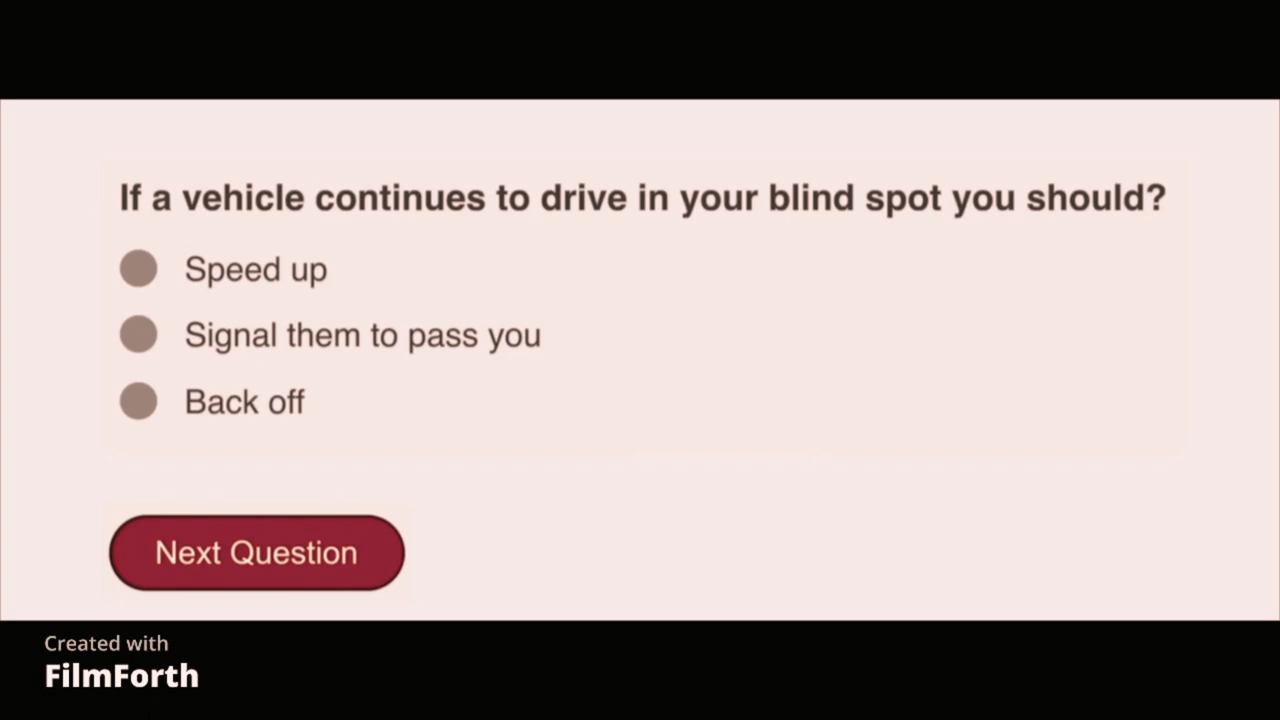 If a vehicle continues to drive in your blind spot you should?
Speed up
Signal them to pass you
Back off
Next Question
Created with
FilmForth